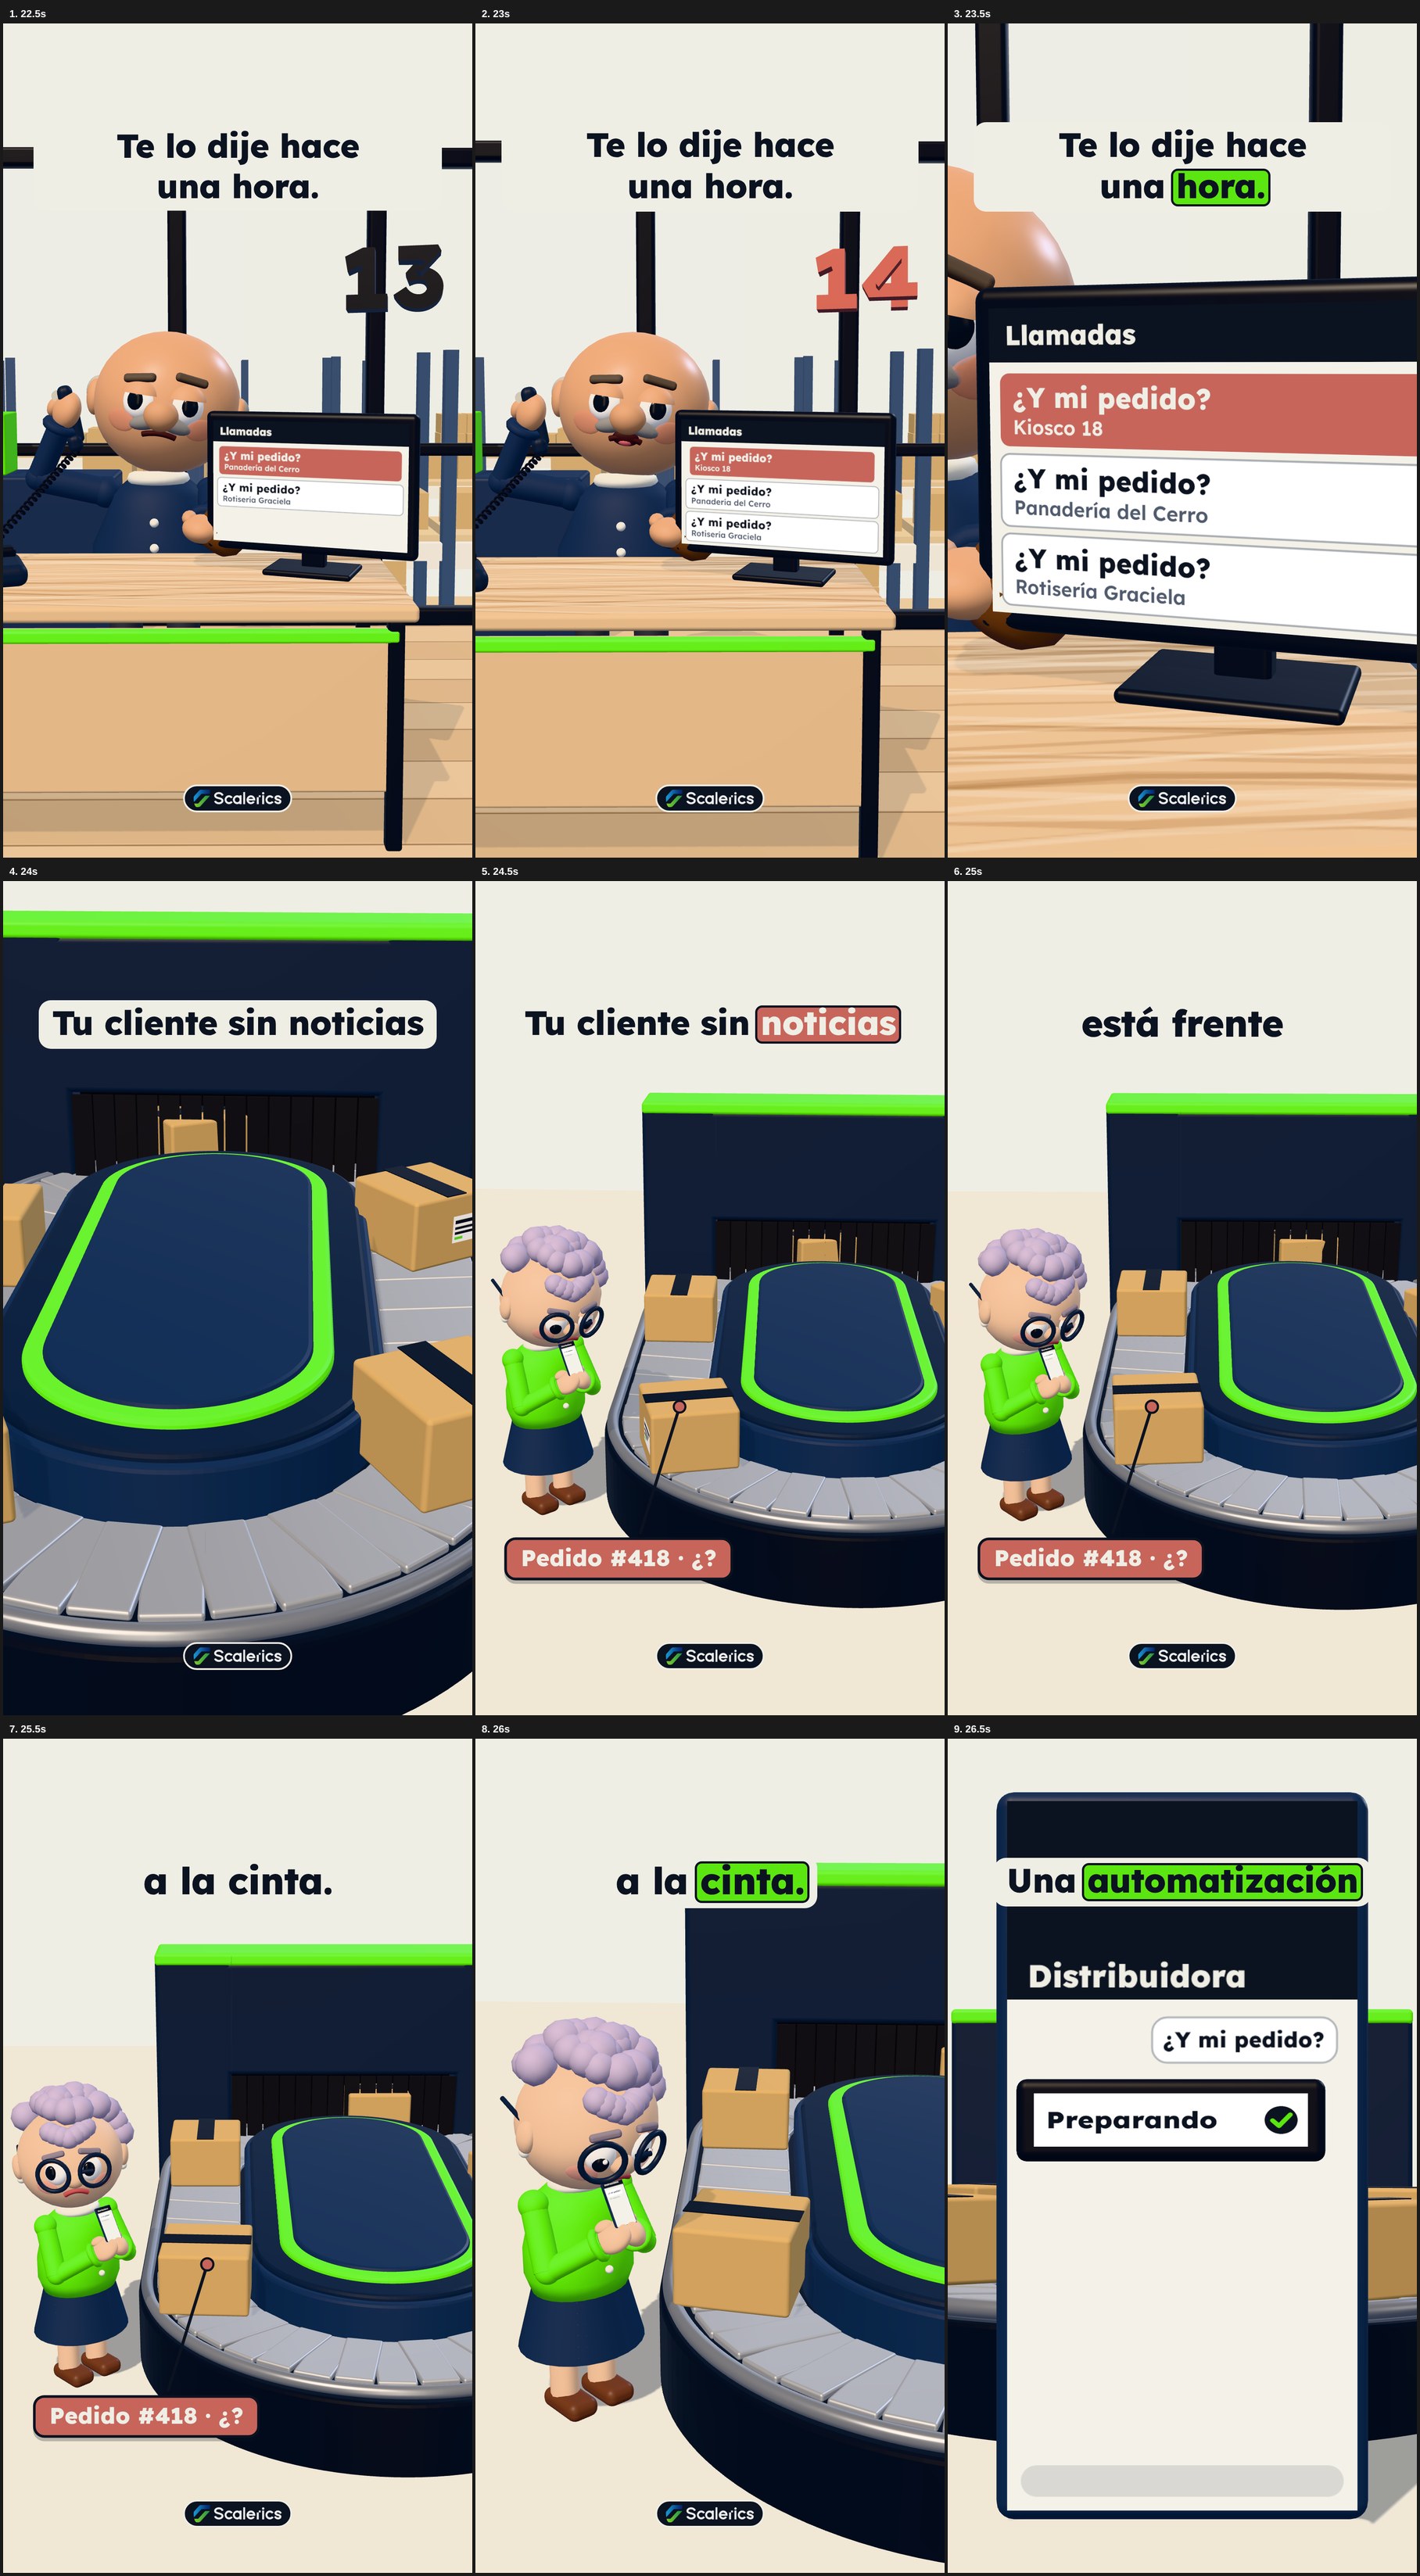 1. 22.5s
Te lo dije hace
una hora.
13
Llamadas
¿Y mi pedido?
Panadería del Cerro
¿Y mi pedido?
Rotisería Graciela
Scalerics
2. 23s
Te lo dije hace
una hora.
14
Llamadas
¿Y mi pedido?
Kiosco 18
¿Y mi pedido?
Panadería del Cerro
¿Y mi pedido?
Rotisería Graciela
Scalerics
3. 23.5s
Te lo dije hace
una hora.
Llamadas
¿Y mi pedido?
Kiosco 18
¿Y mi pedido?
Panadería del Cerro
¿Y mi pedido?
Rotisería Graciela
Scalerics
4. 24s
Tu cliente sin noticias
Scalerics
5. 24.5s
Tu cliente sin noticias
Pedido #418 · ¿?
Scalerics
6. 25s
está frente
Pedido #418 · ¿?
Scalerics
7. 25.5s
a la cinta.
Pedido #418 · ¿?
Scalerics
8. 26s
a la cinta.
Scalerics
9. 26.5s
Una automatización
Distribuidora
¿Y mi pedido?
Preparando